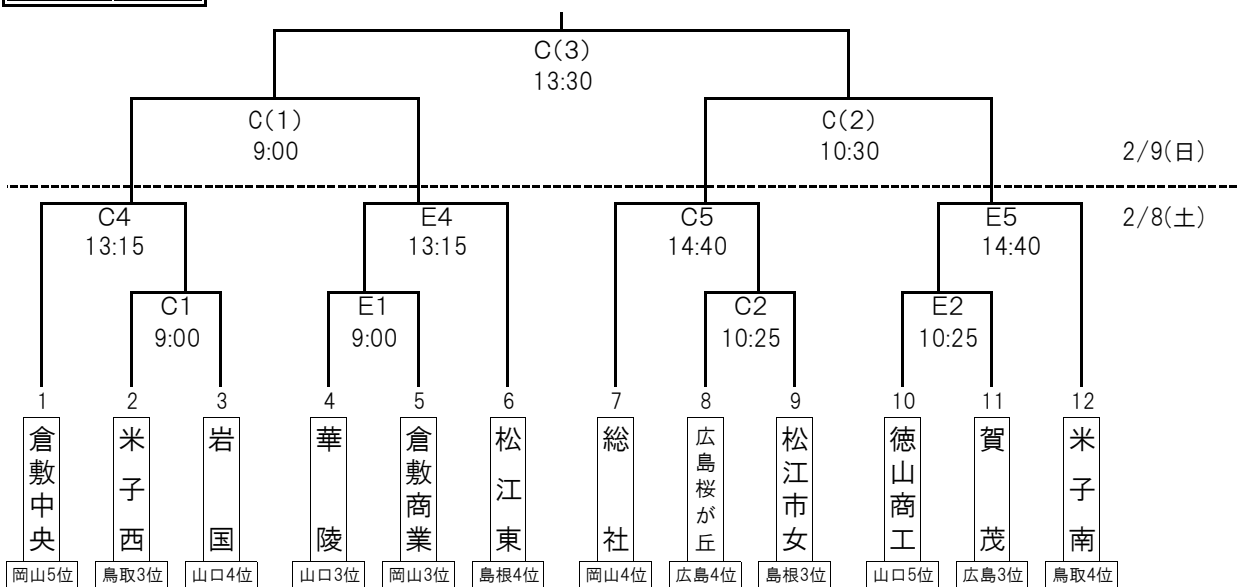 C(3)
13:30
C(1)
9:00
C(2)
10:30
2/9(日)
C4
13:15
E4
13:15
C5
14:40
E5
14:40
2/8(土)
C1
9:00
E1
9:00
C2
10:25
E2
10:25
1 2 3 4 5 6 7 8 9 10 11 12
倉敷中央
米子西
岩国
華陵
倉敷商業
松江東
総社
広島桜が丘
松江市女
徳山商工
賀茂
米子南
岡山5位 鳥取3位 山口4位 山口3位 岡山3位 島根4位 岡山4位 広島4位 島根3位 山口5位 広島3位 鳥取4位